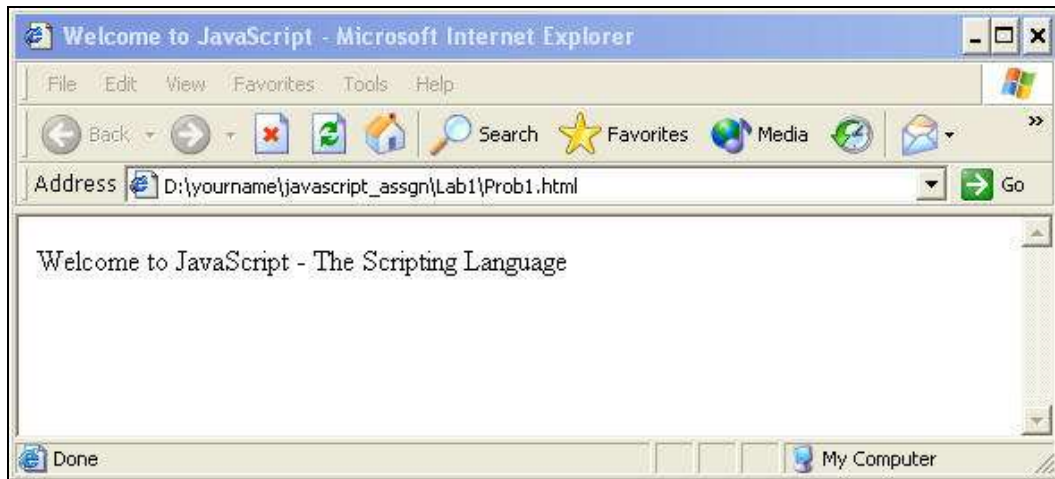 Welcome to JavaScript - Microsoft Internet Explorer
File Edit View Favorites Tools Help
Back Search Favorites Media »
Address D:\yourname\javascript_assgn\Lab1\Prob1.html Go
Welcome to JavaScript - The Scripting Language
Done My Computer